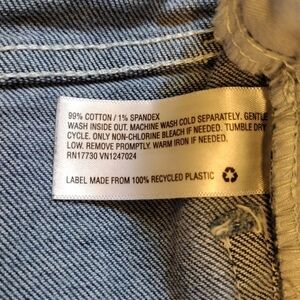 99% COTTON / 1% SPANDEX
WASH INSIDE OUT. MACHINE WASH COLD SEPARATELY. GENTLE
CYCLE. ONLY NON-CHLORINE BLEACH IF NEEDED. TUMBLE DRY
LOW. REMOVE PROMPTLY. WARM IRON IF NEEDED.
RN17730 VN1247024
LABEL MADE FROM 100% RECYCLED PLASTIC